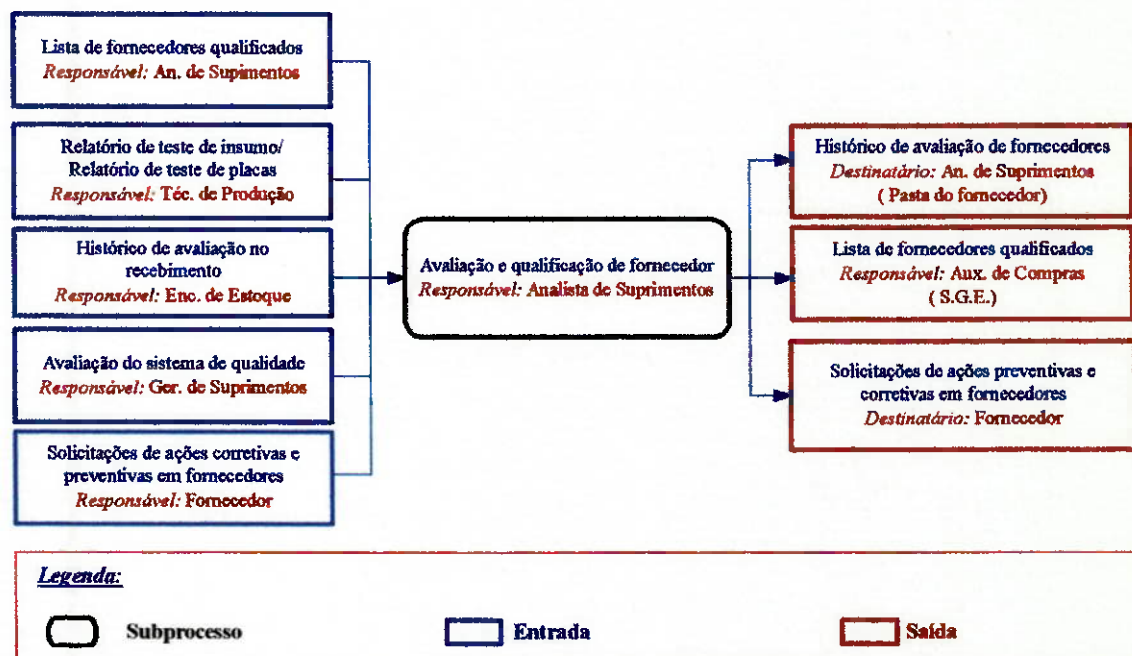 Lista de fornecedores qualificados
Responsável: An. de Supimentos
Relatório de teste de insumo/
Relatório de teste de placas
Responsável: Téc. de Produção
Histórico de avaliação no
recebimento
Responsável: Enc. de Estoque
Avaliação do sistema de qualidade
Responsável: Ger. de Suprimentos
Solicitações de ações corretivas e
preventivas em fornecedores
Responsável: Fornecedor
Avaliação e qualificação de fornecedor
Responsável: Analista de Suprimentos
Histórico de avaliação de fornecedores
Destinatário: An. de Suprimentos
( Pasta do fornecedor)
Lista de fornecedores qualificados
Responsável: Aux. de Compras
( S.G.E.)
Solicitações de ações preventivas e
corretivas em fornecedores
Destinatário: Fornecedor
Legenda:
Subprocesso
Entrada
Saída